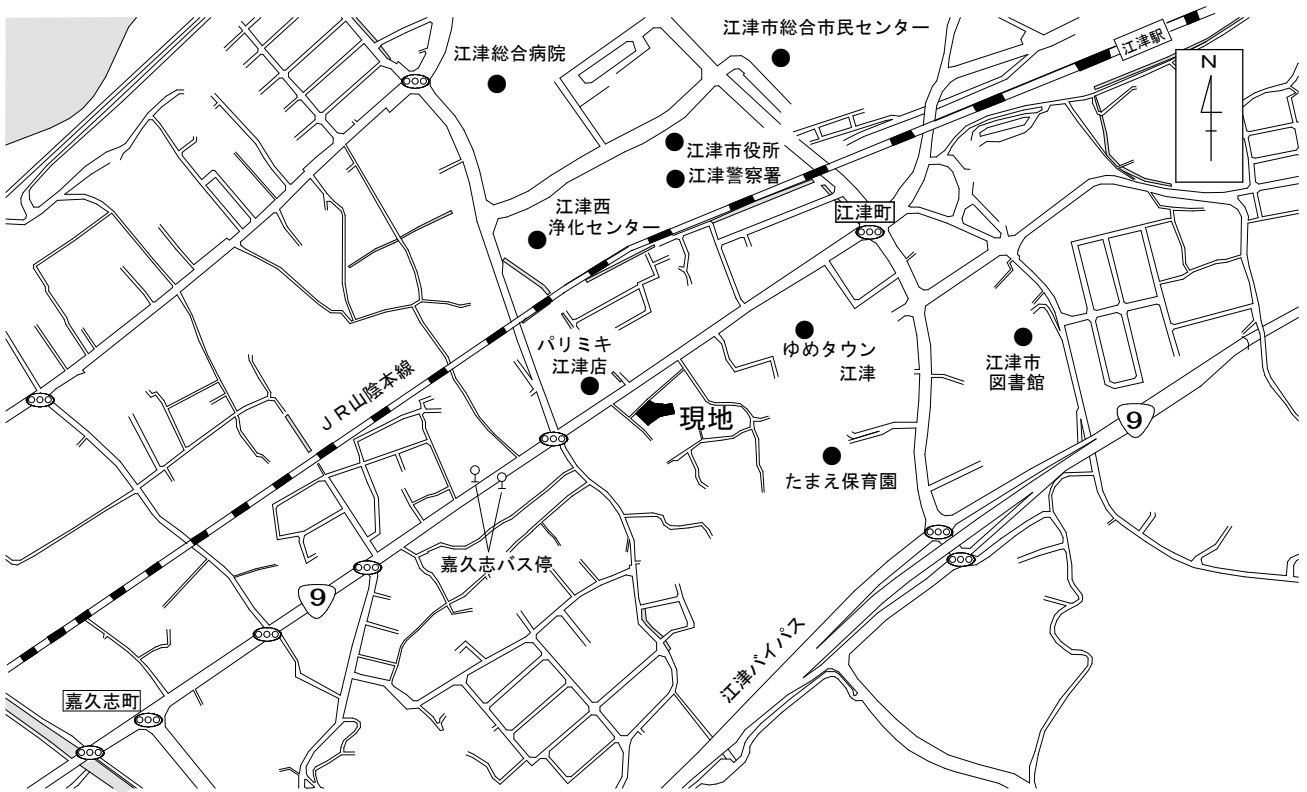 江津市総合市民センター
江津総合病院
江津駅
N
江津市役所
江津警察署
江津西
浄化センター
江津町
パリミキ
江津店
ゆめタウン
江津
江津市
図書館
JR山陰本線
現地
9
たまえ保育園
嘉久志バス停
9
江津バイパス
嘉久志町